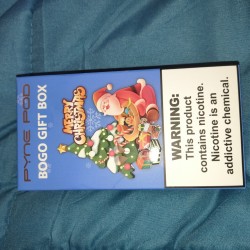 PYNE POD
BOGO GIFT BOX
MERRY
CHRISTMAS
WARNING:
This product
contains nicotine.
Nicotine is an
addictive chemical.